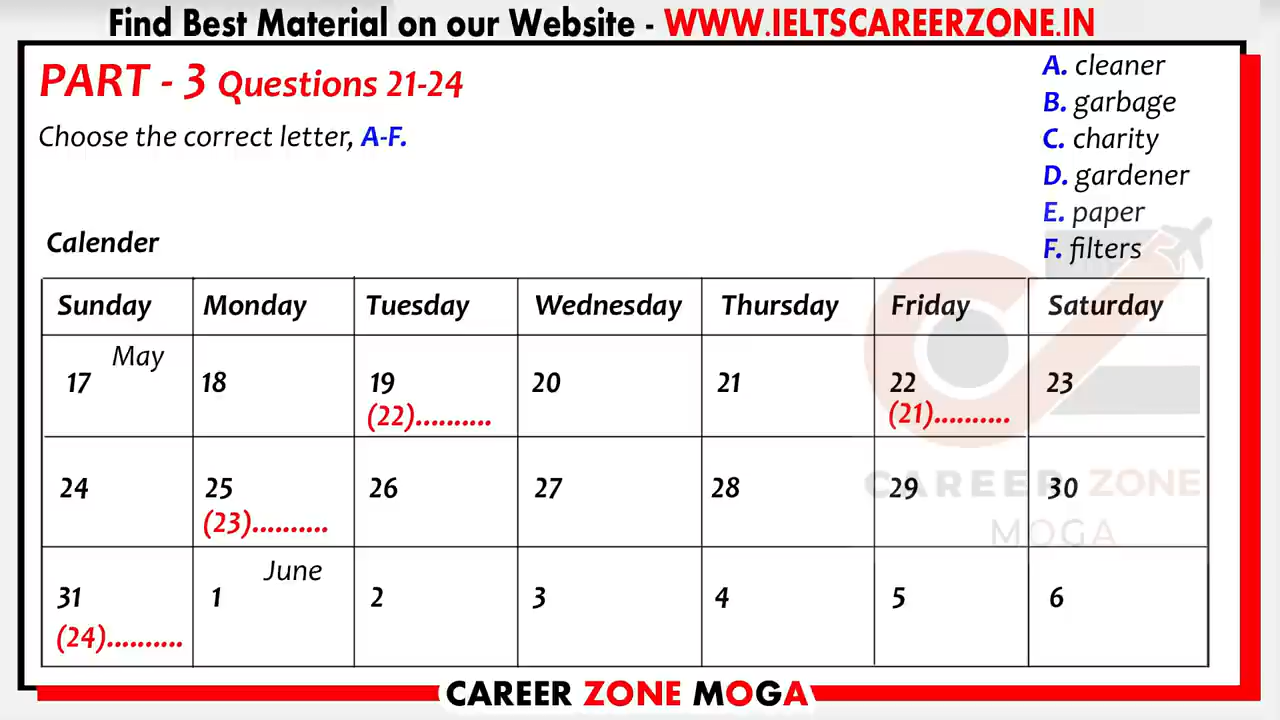 Find Best Material on our Website - WWW.IELTSCAREERZONE.IN
PART - 3 Questions 21-24
Choose the correct letter, A-F.
A. cleaner
B. garbage
C. charity
D. gardener
E. paper
F. filters
Calender
Sunday Monday Tuesday Wednesday Thursday Friday Saturday
May
17 18 19 20 21 22 23
(22).......... (21)..........
24 25 26 27 28 29 30
(23)..........
CAREER ZONE
MOGA
June
31 1 2 3 4 5 6
(24)..........
CAREER ZONE MOGA